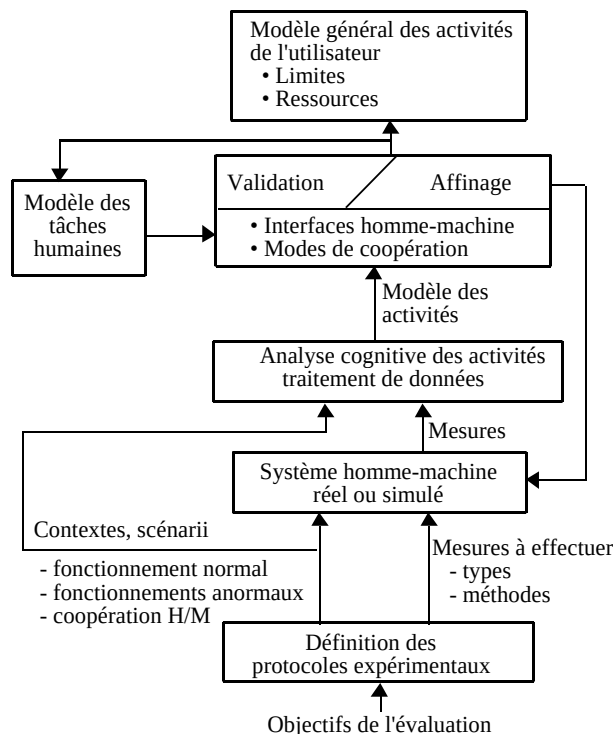 Modèle général des activités
de l'utilisateur
• Limites
• Ressources
Validation
Affinage
Modèle des
tâches
humaines
• Interfaces homme-machine
• Modes de coopération
Modèle des
activités
Analyse cognitive des activités
traitement de données
Mesures
Système homme-machine
réel ou simulé
Contextes, scénarii
- fonctionnement normal
- fonctionnements anormaux
- coopération H/M
Mesures à effectuer
- types
- méthodes
Définition des
protocoles expérimentaux
Objectifs de l'évaluation